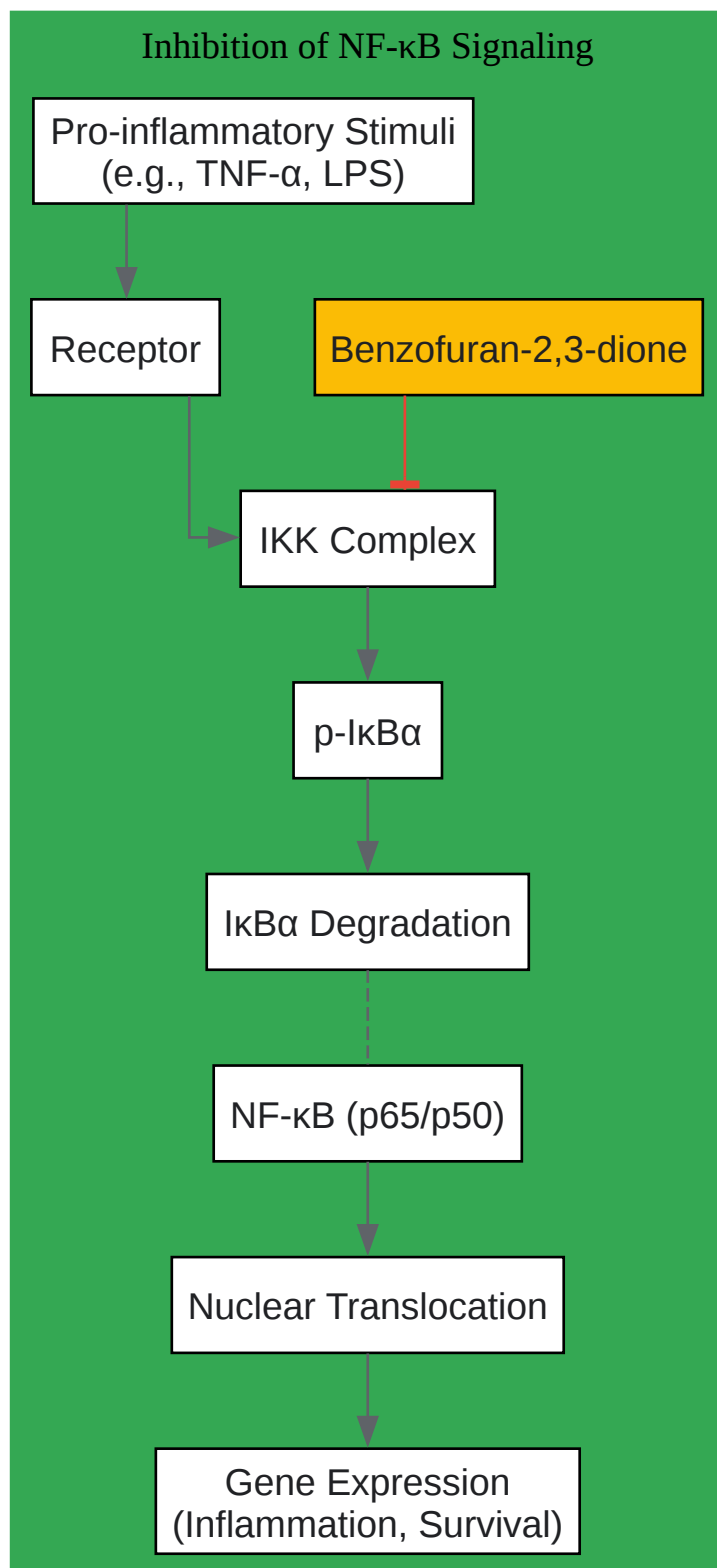 Inhibition of NF-κB Signaling
Pro-inflammatory Stimuli
(e.g., TNF-α, LPS)
Receptor
Benzofuran-2,3-dione
IKK Complex
p-IκBα
IκBα Degradation
NF-κB (p65/p50)
Nuclear Translocation
Gene Expression
(Inflammation, Survival)